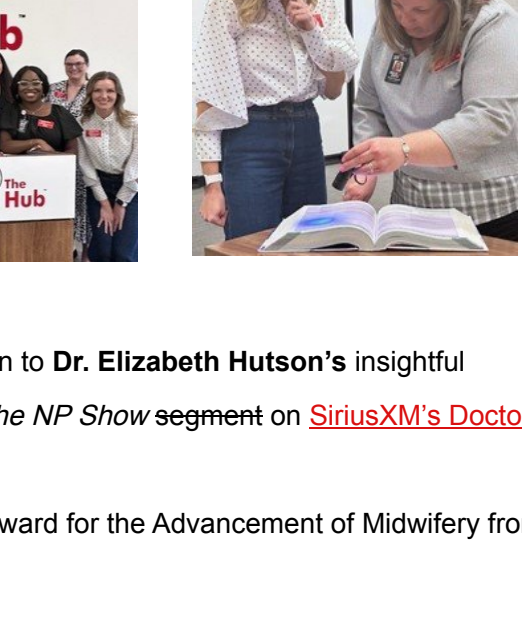 The
Hub
n to Dr. Elizabeth Hutson’s insightful
he NP Show segment on SiriusXM’s Docto
ward for the Advancement of Midwifery fro